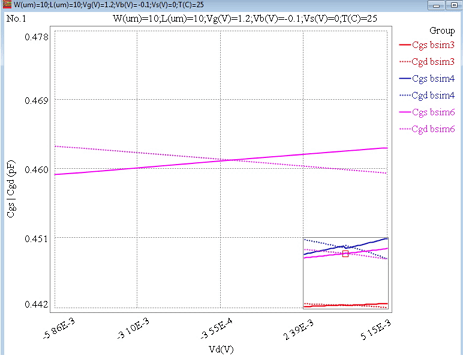 W(um)=10;L(um)=10;Vg(V)=1.2;Vb(V)=-0.1;Vs(V)=0;T(C)=25
No.1
W(um)=10;L(um)=10,Vg(V)=1.2,Vb(V)=-0.1,Vs(V)=0,T(C)=25
Group
Cgs bsim3
Cgd bsim3
Cgs bsim4
Cgd bsim4
Cgs bsim6
Cgd bsim6
Cgs | Cgd (pF)
0.478
0.469
0.460
0.451
0.442
-5.86E-3
-3.10E-3
-3.55E-4
2.39E-3
5.15E-3
Vd(V)